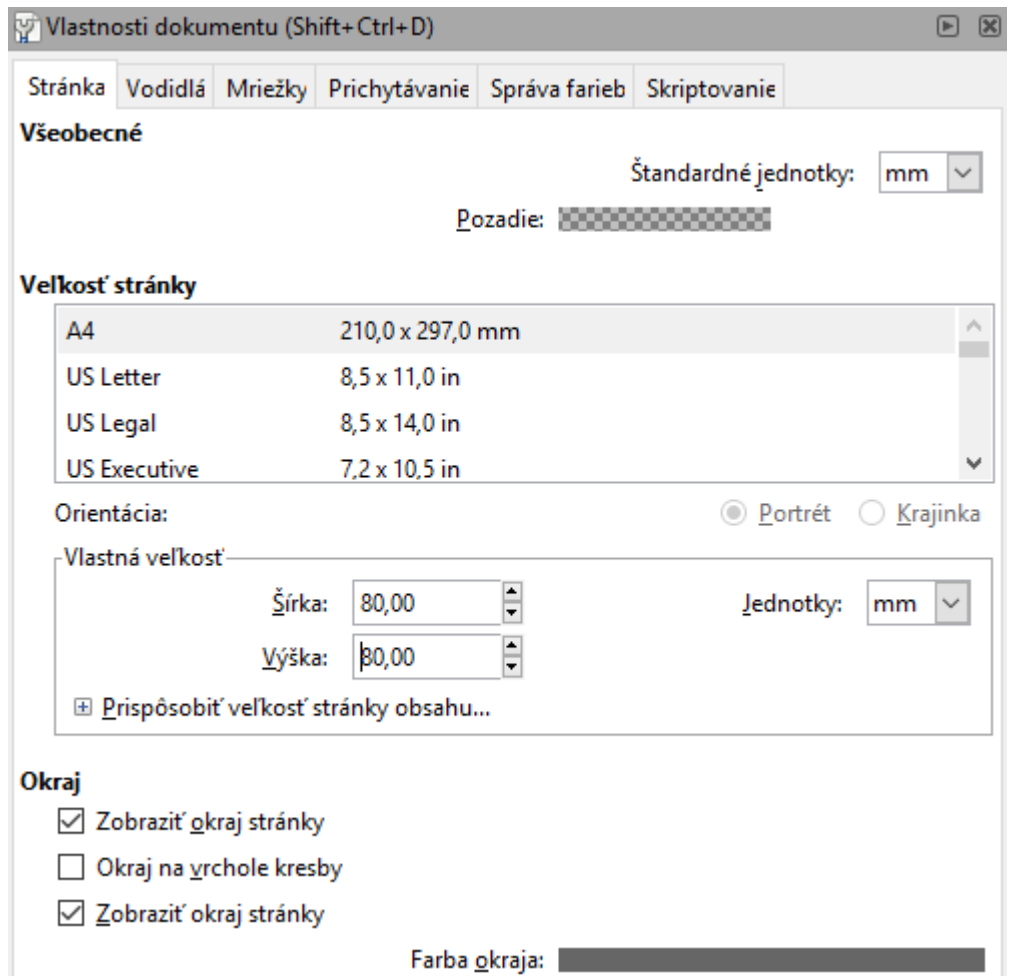 Vlastnosti dokumentu (Shift+Ctrl+D)
Stránka Vodidlá Mriežky Prichytávanie Správa farieb Skriptovanie
Všeobecné
Štandardné jednotky: mm
Pozadie:
Veľkosť stránky
A4 210,0 x 297,0 mm
US Letter 8,5 x 11,0 in
US Legal 8,5 x 14,0 in
US Executive 7,2 x 10,5 in
Orientácia: Portrét Krajinka
Vlastná veľkosť
Šírka: 80,00 Jednotky: mm
Výška: 80,00
Prispôsobiť veľkosť stránky obsahu...
Okraj
Zobraziť okraj stránky
Okraj na vrchole kresby
Zobraziť okraj stránky
Farba okraja: